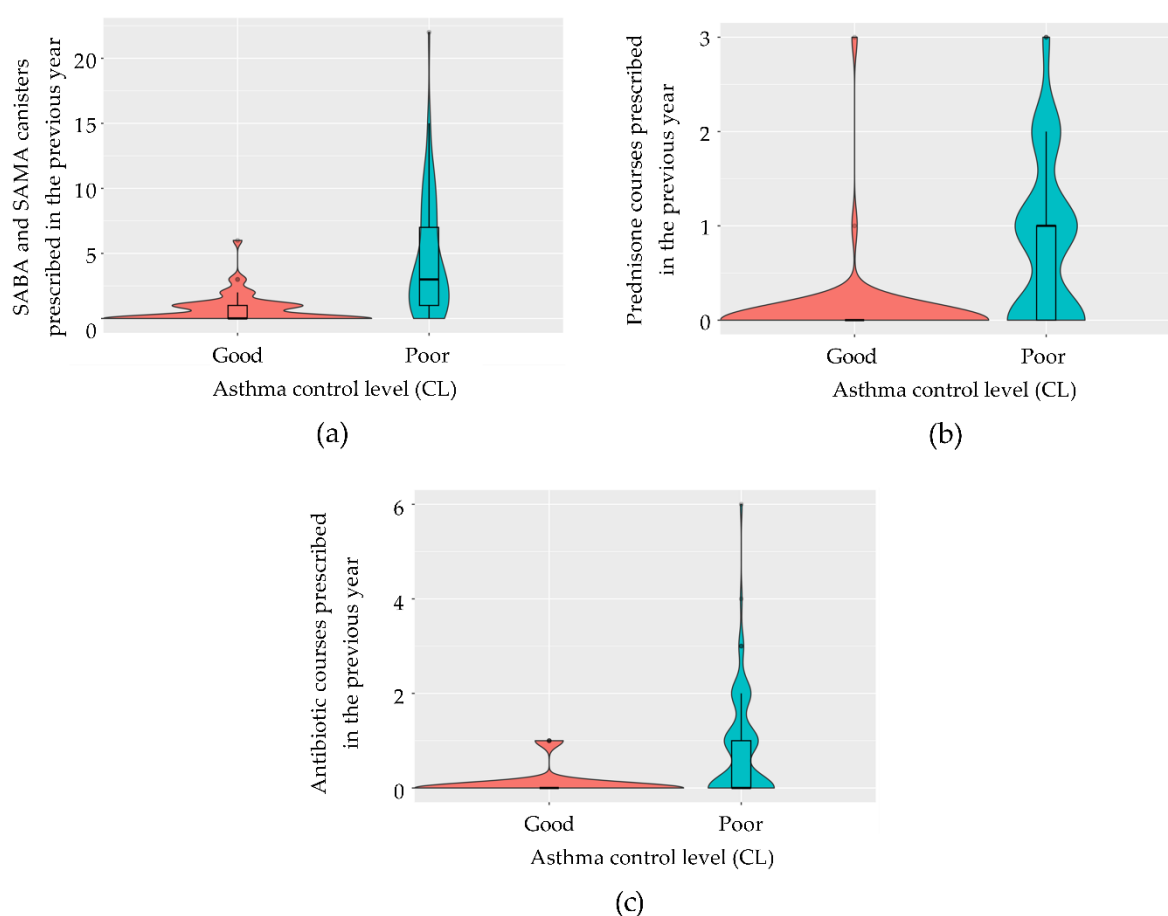 SABA and SAMA canisters
prescribed in the previous year
20
15
10
5
0
Good
Poor
Asthma control level (CL)
(a)
Prednisone courses prescribed
in the previous year
3
2
1
0
Good
Poor
Asthma control level (CL)
(b)
Antibiotic courses prescribed
in the previous year
6
4
2
0
Good
Poor
Asthma control level (CL)
(c)